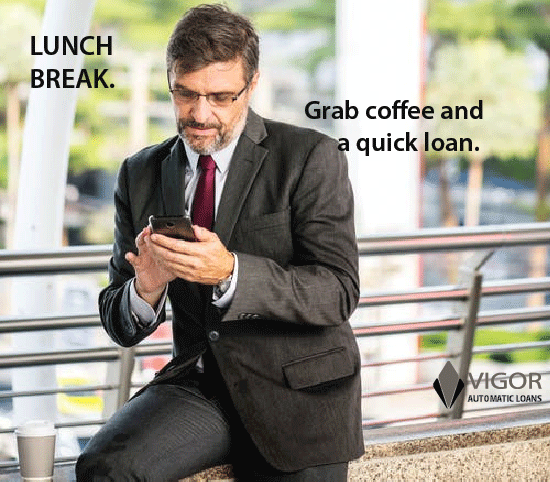 LUNCH
BREAK.
Grab coffee and
a quick loan.
VIGOR
AUTOMATIC LOANS